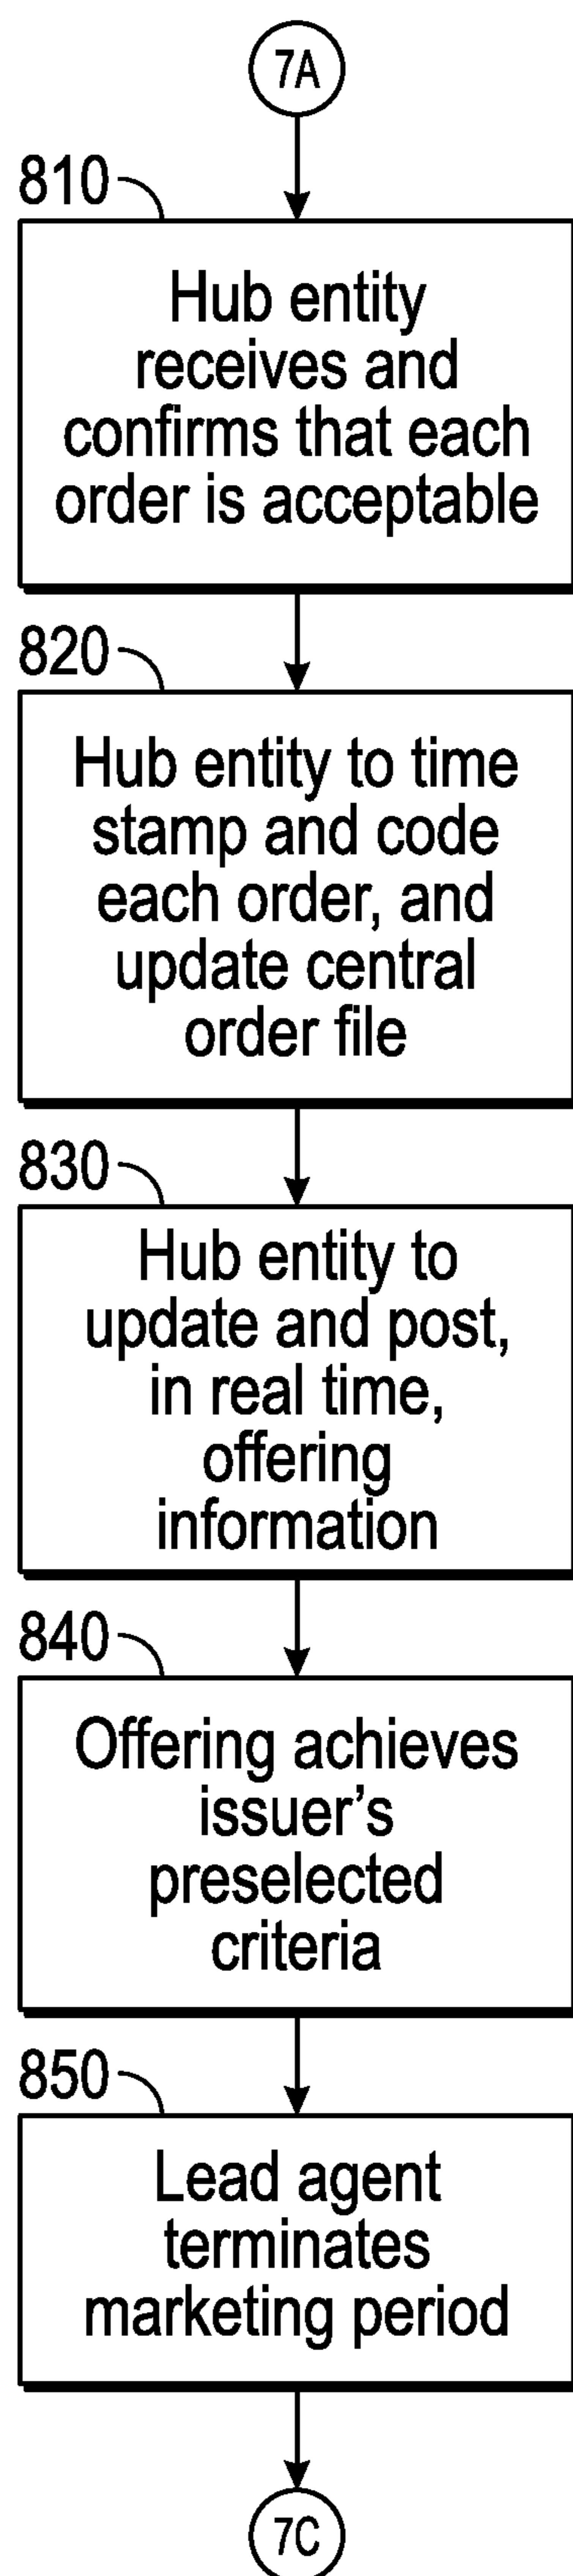 7A
810
Hub entity
receives and
confirms that each
order is acceptable
820
Hub entity to time
stamp and code
each order, and
update central
order file
830
Hub entity to
update and post,
in real time,
offering
information
840
Offering achieves
issuer’s
preselected
criteria
850
Lead agent
terminates
marketing period
7C